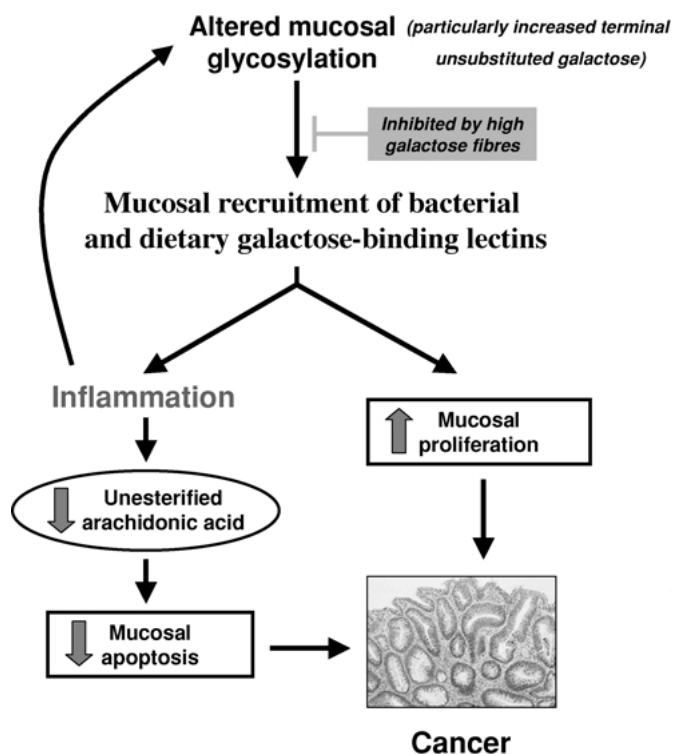 Altered mucosal
glycosylation
(particularly increased terminal
unsubstituted galactose)
Inhibited by high
galactose fibres
Mucosal recruitment of bacterial
and dietary galactose-binding lectins
Inflammation
Mucosal
proliferation
Unesterified
arachidonic acid
Mucosal
apoptosis
Cancer